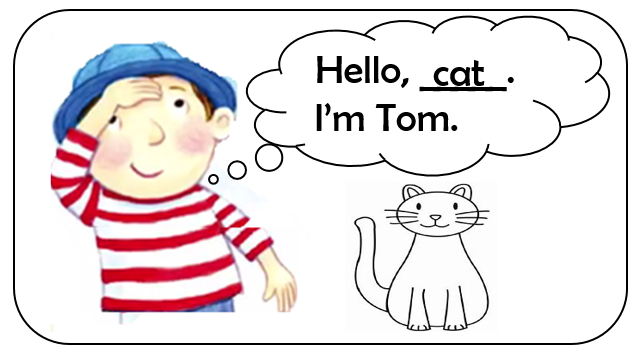 Hello, cat.
I'm Tom.